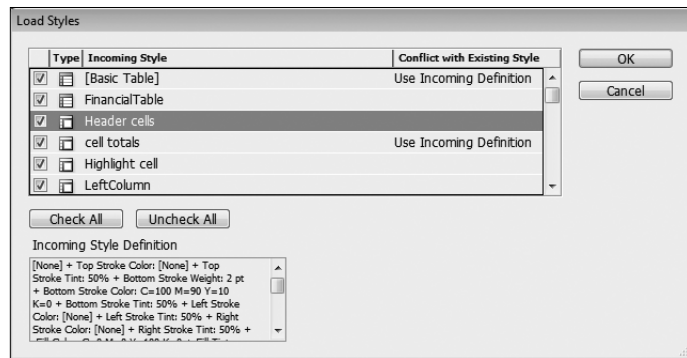 Load Styles
Type Incoming Style Conflict with Existing Style
[Basic Table] Use Incoming Definition
FinancialTable
Header cells
cell totals Use Incoming Definition
Highlight cell
LeftColumn
OK
Cancel
Check All Uncheck All
Incoming Style Definition
[None] + Top Stroke Color: [None] + Top
Stroke Tint: 50% + Bottom Stroke Weight: 2 pt
+ Bottom Stroke Color: C=100 M=90 Y=10
K=0 + Bottom Stroke Tint: 50% + Left Stroke
Color: [None] + Left Stroke Tint: 50% + Right
Stroke Color: [None] + Right Stroke Tint: 50% +